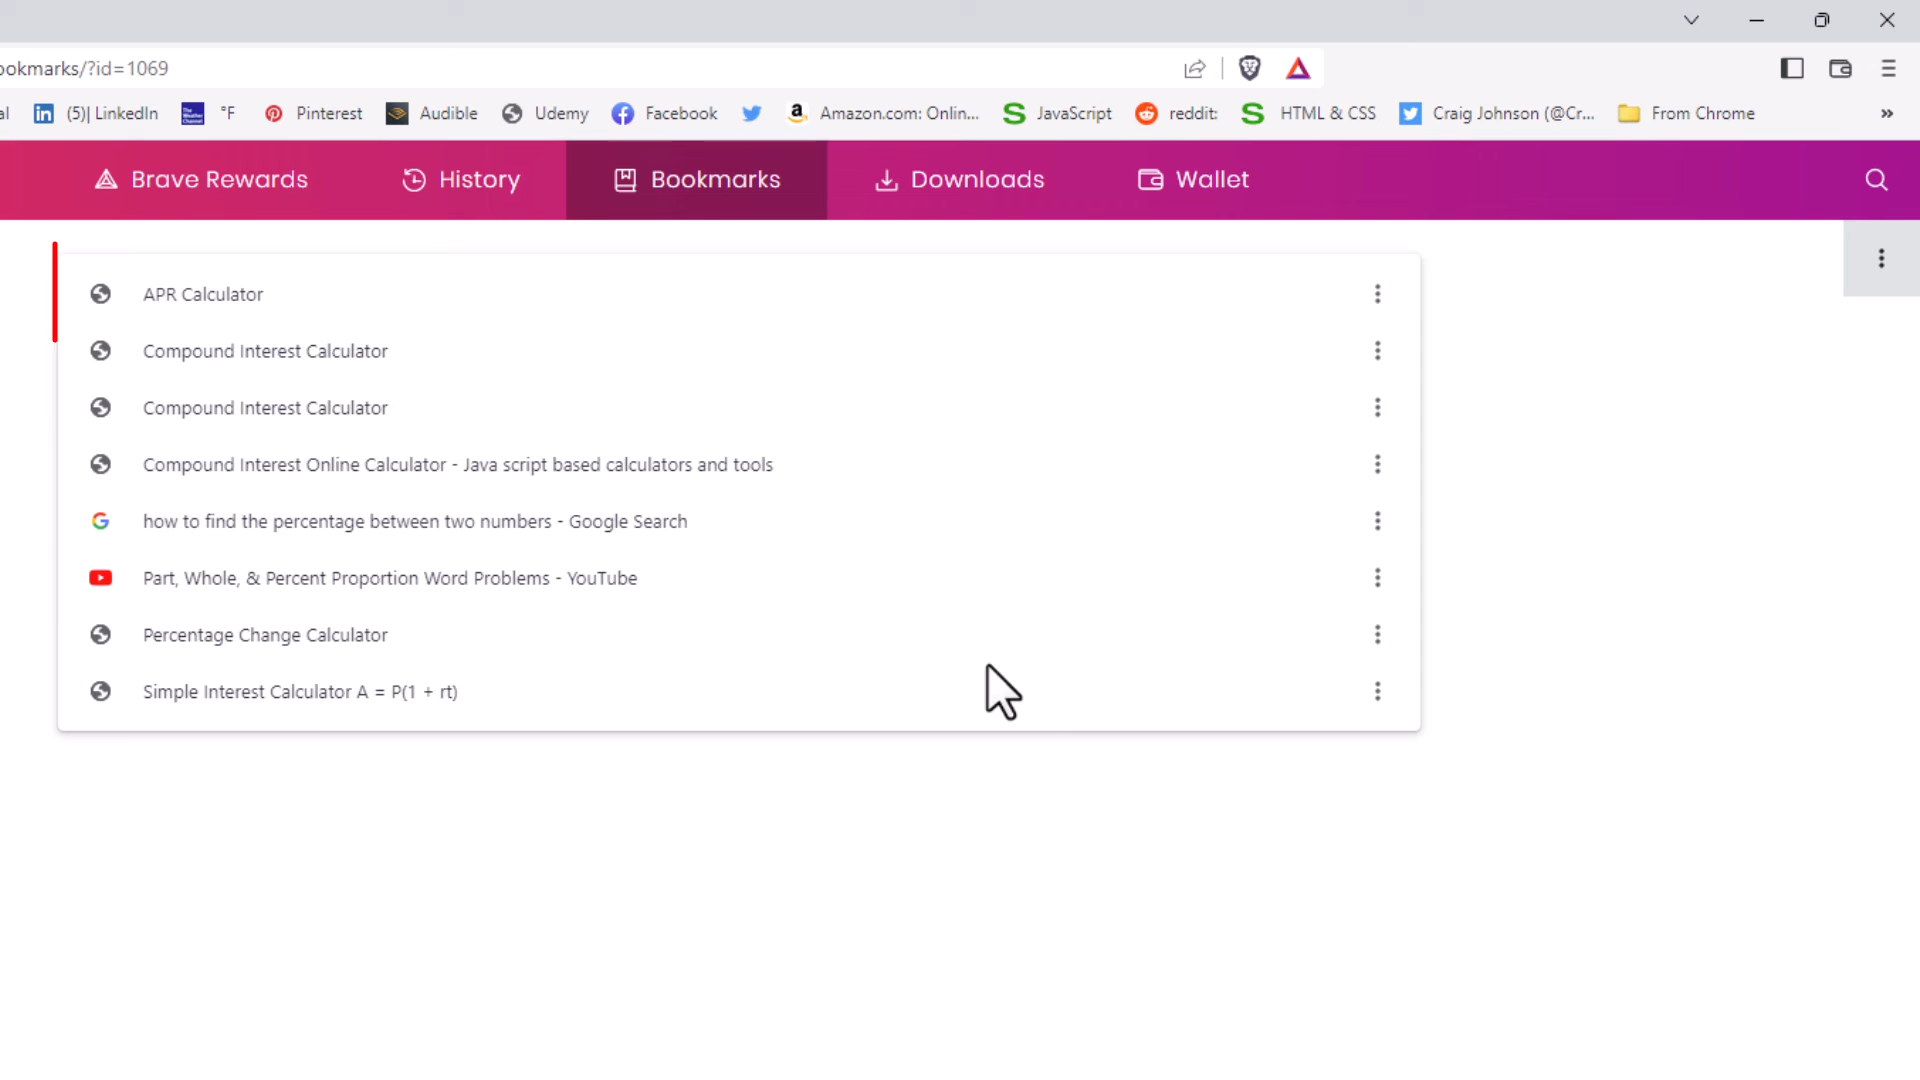 ookmarks/?id=1069
al (5)| LinkedIn °F Pinterest Audible Udemy Facebook Amazon.com: Onlin... JavaScript reddit: HTML & CSS Craig Johnson (@Cr... From Chrome »
Brave Rewards History Bookmarks Downloads Wallet
APR Calculator
Compound Interest Calculator
Compound Interest Calculator
Compound Interest Online Calculator - Java script based calculators and tools
how to find the percentage between two numbers - Google Search
Part, Whole, & Percent Proportion Word Problems - YouTube
Percentage Change Calculator
Simple Interest Calculator A = P(1 + rt)